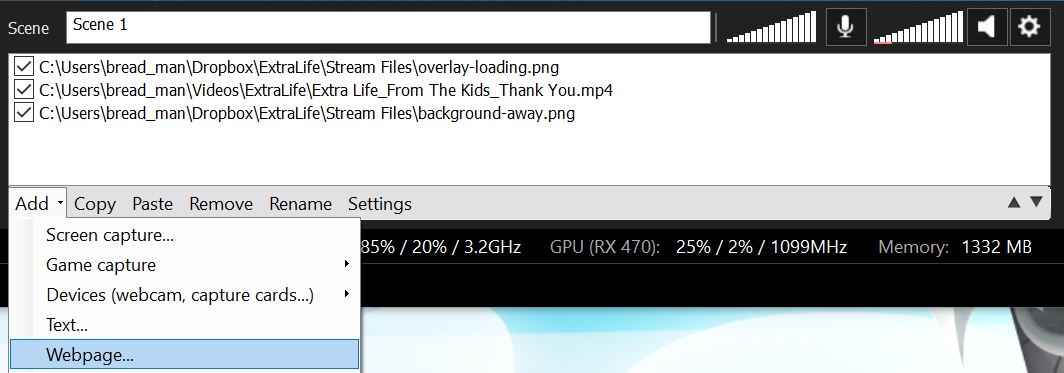 Scene Scene 1
C:\Users\bread_man\Dropbox\ExtraLife\Stream Files\overlay-loading.png
C:\Users\bread_man\Videos\ExtraLife\Extra Life_From The Kids_Thank You.mp4
C:\Users\bread_man\Dropbox\ExtraLife\Stream Files\background-away.png
Add Copy Paste Remove Rename Settings
Screen capture...
85% / 20% / 3.2GHz GPU (RX 470): 25% / 2% / 1099MHz Memory: 1332 MB
Game capture
Devices (webcam, capture cards...)
Text...
Webpage...